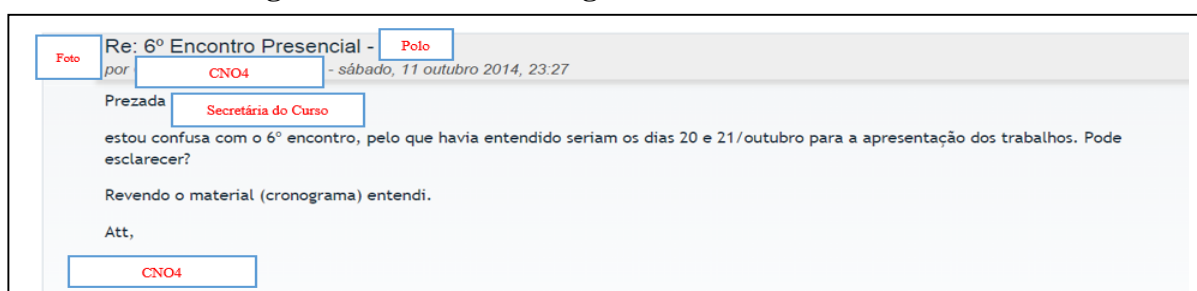 Re: 6º Encontro Presencial - Polo
Foto
por CNO4 - sábado, 11 outubro 2014, 23:27
Prezada Secretária do Curso
estou confusa com o 6º encontro, pelo que havia entendido seriam os dias 20 e 21/outubro para a apresentação dos trabalhos. Pode
esclarecer?
Revendo o material (cronograma) entendi.
Att,
CNO4